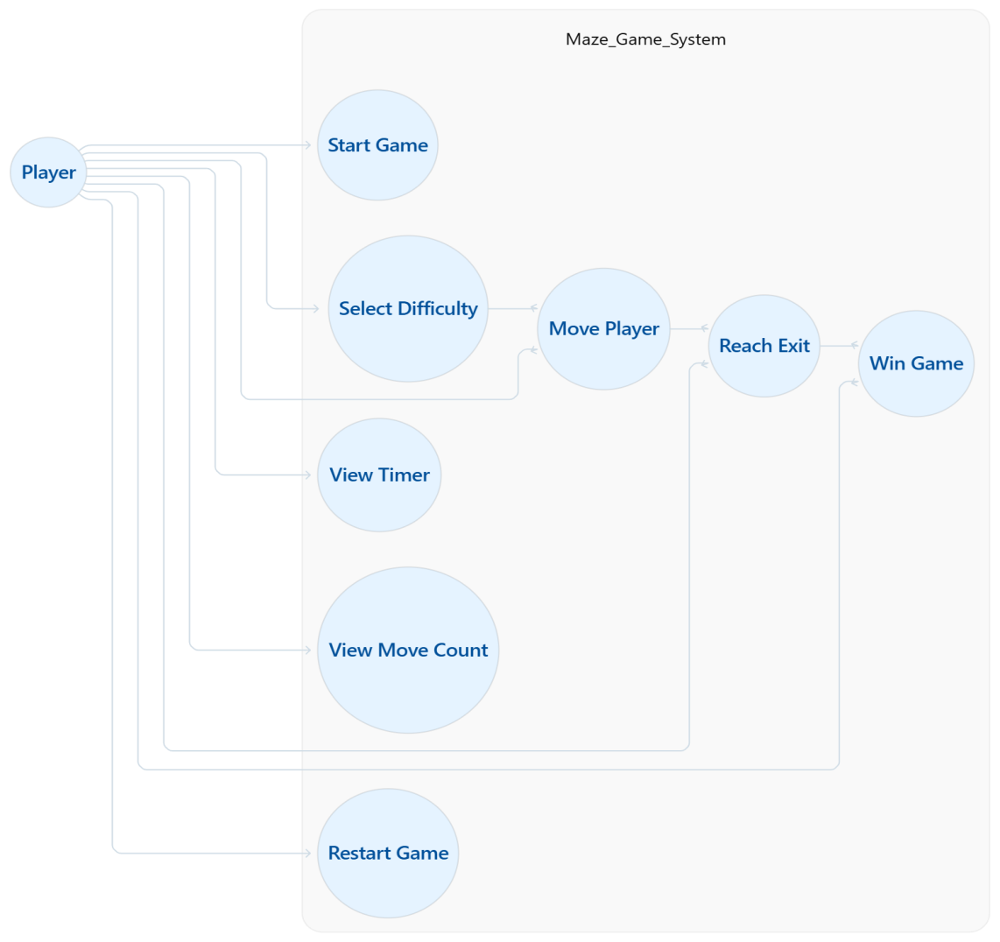 Maze_Game_System
Player
Start Game
Select Difficulty
Move Player
Reach Exit
Win Game
View Timer
View Move Count
Restart Game